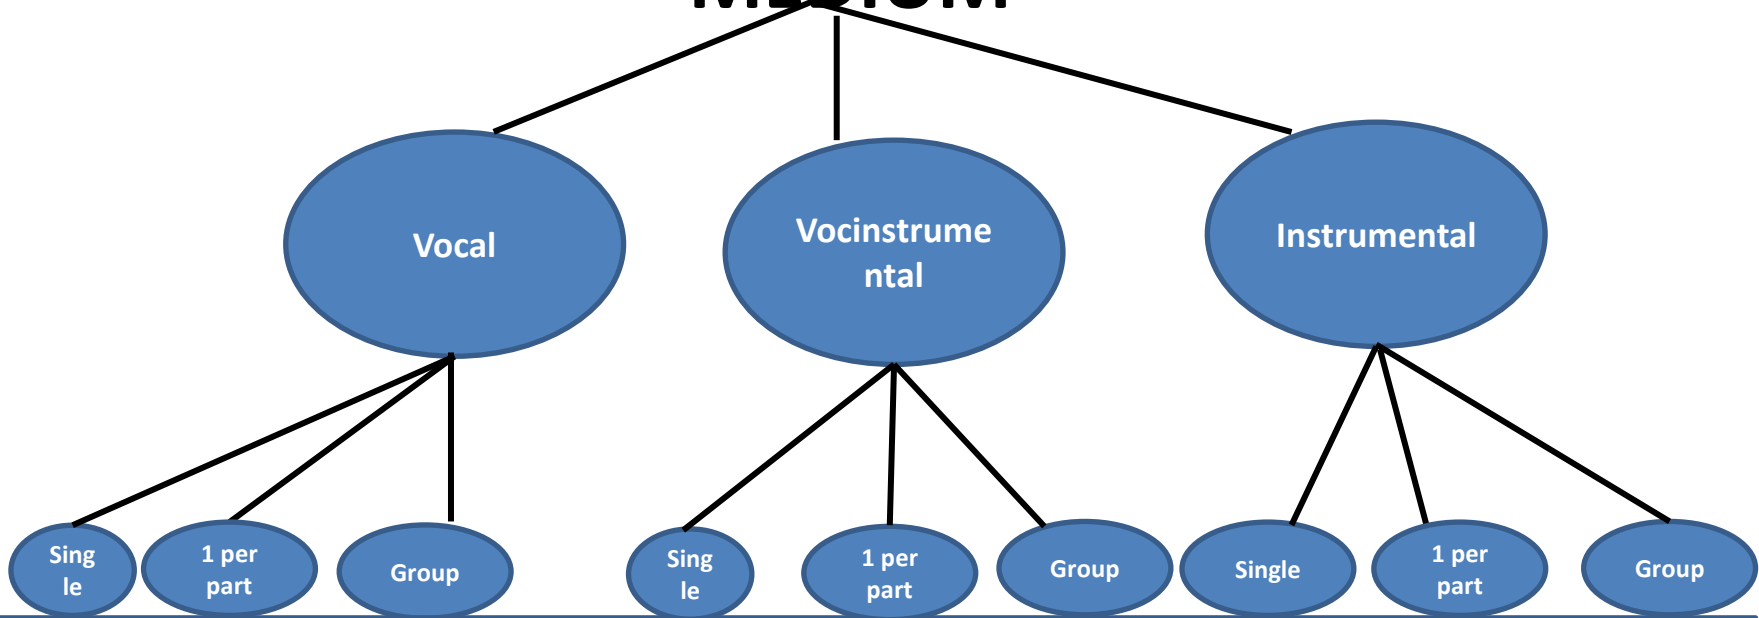 MEDIUM
Vocal
Vocinstrume
ntal
Instrumental
Sing
le
1 per
part
Group
Sing
le
1 per
part
Group
Single
1 per
part
Group